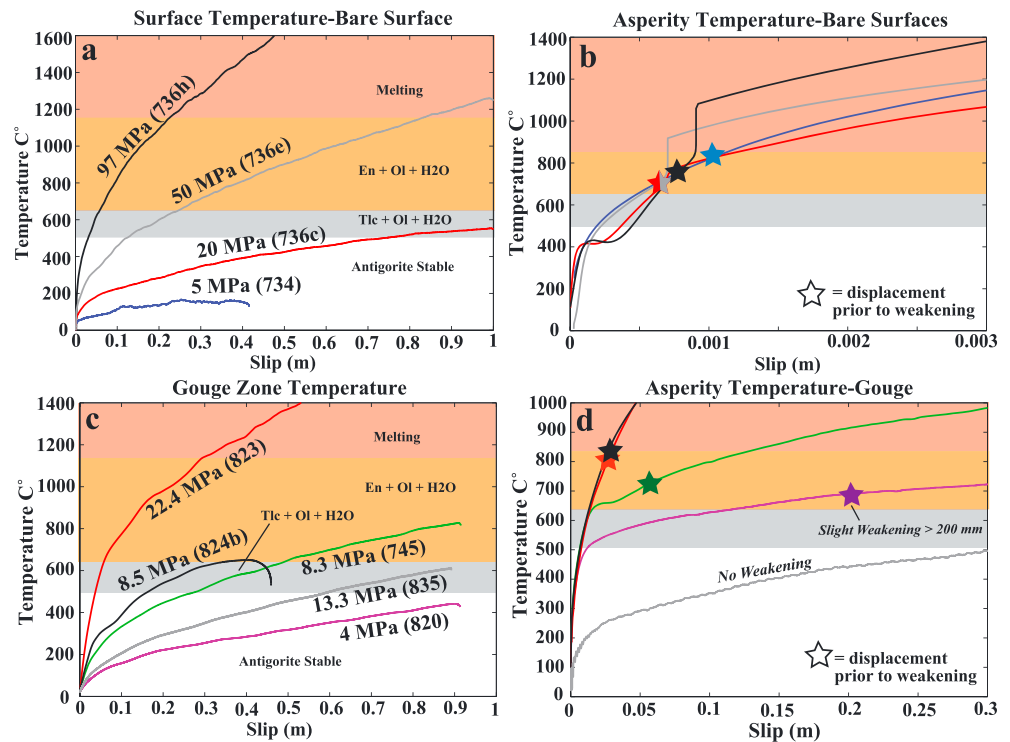 Surface Temperature-Bare Surface
a
Temperature C°
1600
1400
1200
1000
800
600
400
200
0
97 MPa (736h)
50 MPa (736e)
20 MPa (736c)
5 MPa (734)
Melting
En + Ol + H2O
Tlc + Ol + H2O
Antigorite Stable
0 0.1 0.2 0.3 0.4 0.5 0.6 0.7 0.8 0.9 1
Slip (m)
Asperity Temperature-Bare Surfaces
b
Temperature C°
1400
1200
1000
800
600
400
200
0
= displacement
prior to weakening
0 0.001 0.002 0.003
Slip (m)
Gouge Zone Temperature
c
Temperature C°
1400
1200
1000
800
600
400
200
0
22.4 MPa (823)
8.5 MPa (824b)
Tlc + Ol + H2O
8.3 MPa (745)
13.3 MPa (835)
4 MPa (820)
Melting
En + Ol + H2O
Antigorite Stable
0 0.1 0.2 0.3 0.4 0.5 0.6 0.7 0.8 0.9 1
Slip (m)
Asperity Temperature-Gouge
d
Temperature C°
1000
900
800
700
600
500
400
300
200
100
0
Slight Weakening > 200 mm
No Weakening
= displacement
prior to weakening
0 0.05 0.1 0.15 0.2 0.25 0.3
Slip (m)